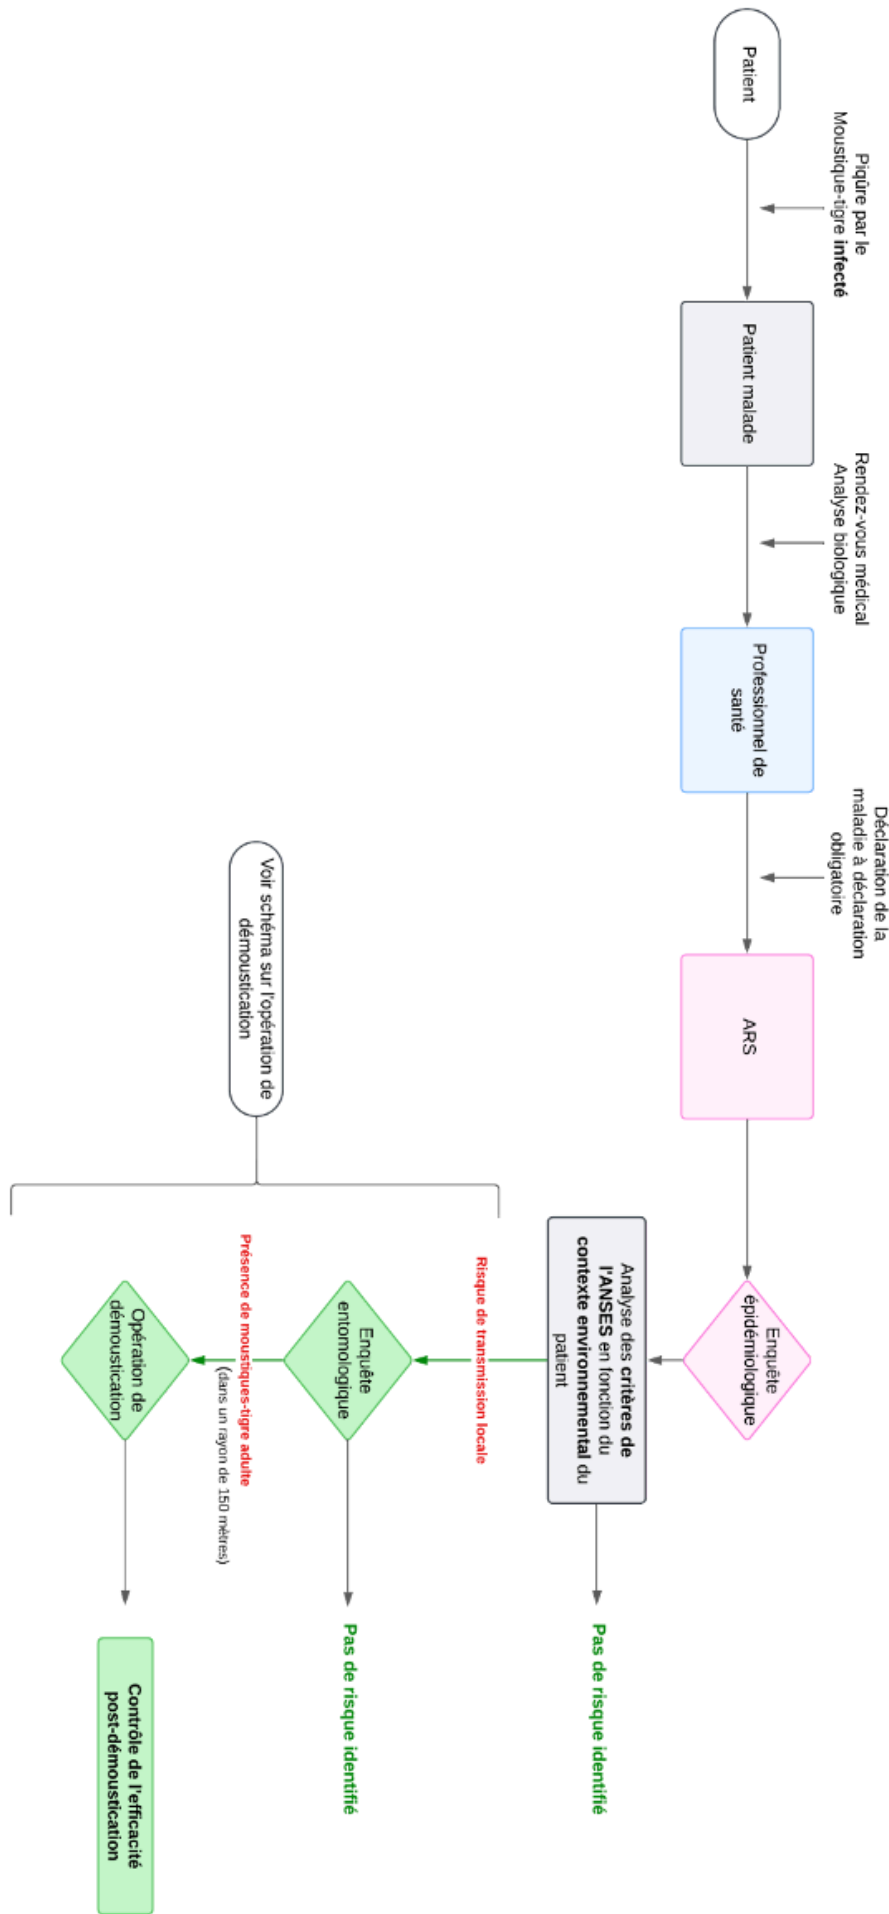 Patient
Piqûre par le
Moustique-tigre infecté
Patient malade
Rendez-vous médical
Analyse biologique
Professionnel de
santé
Déclaration de la
maladie à déclaration
obligatoire
ARS
Enquête
épidémiologique
Analyse des critères de
l'ANSES en fonction du
contexte environnemental du
patient
Pas de risque identifié
Risque de transmission locale
Enquête
entomologique
Pas de risque identifié
Présence de moustiques-tigre adulte
(dans un rayon de 150 mètres)
Opération de
démoustication
Contrôle de l'efficacité
post-démoustication
Voir schéma sur l'opération de
démoustication